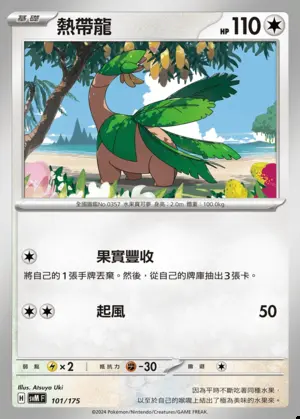 基礎 熱帶龍 HP 110
全國圖鑑No.0357 水果寶可夢 身高:2.0m 體重:100.0kg
果實豐收
將自己的1張手牌丟棄。然後,從自己的牌庫抽出3張卡。
起風 50
弱點 ×2 抵抗力 -30 撤退
Illus. Atsuya Uki
H SVM F 101/175
因為平時不斷吃著同種水果,
以至於自己的喉嚨上結出了極為美味的水果來。
©2024 Pokémon/Nintendo/Creatures/GAME FREAK.